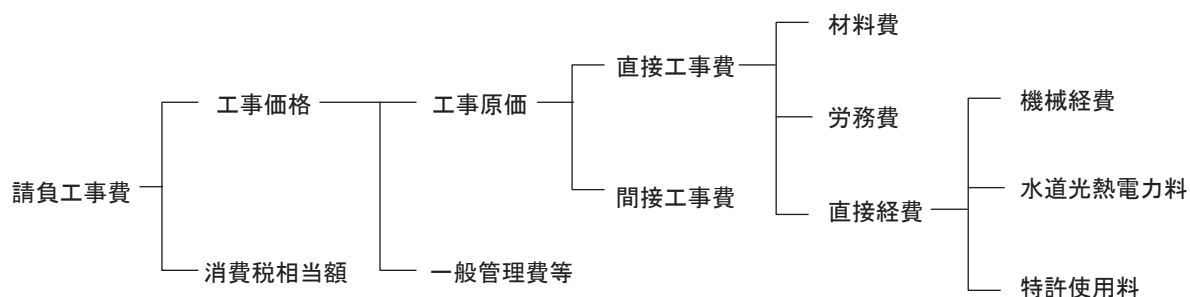 請負工事費
工事価格
消費税相当額
工事原価
一般管理費等
直接工事費
間接工事費
材料費
労務費
直接経費
機械経費
水道光熱電力料
特許使用料